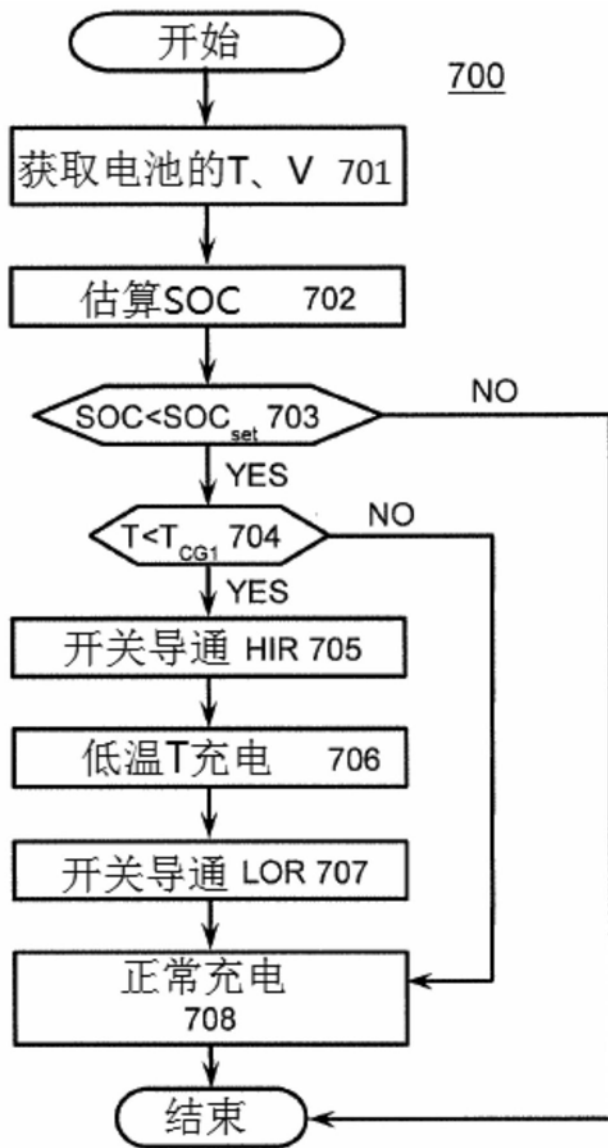 开始
700
获取电池的T、V 701
估算SOC 702
SOC<SOCset 703
NO
YES
T<TCG1 704
NO
YES
开关导通 HIR 705
低温T充电 706
开关导通 LOR 707
正常充电
708
结束